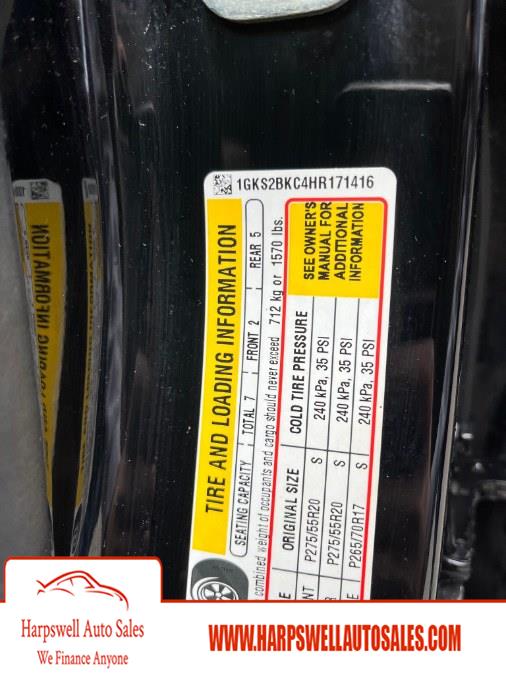 1GKS2BKC4HR171416
TIRE AND LOADING INFORMATION
SEATING CAPACITY TOTAL 7 FRONT 2 REAR 5
combined weight of occupants and cargo should never exceed 712 kg or 1570 lbs.
ORIGINAL SIZE COLD TIRE PRESSURE
P275/55R20 S 240 kPa, 35 PSI
P275/55R20 S 240 kPa, 35 PSI
P265/70R17 S 240 kPa, 35 PSI
SEE OWNER'S
MANUAL FOR
ADDITIONAL
INFORMATION
Harpswell Auto Sales
We Finance Anyone
WWW.HARPSWELLAUTOSALES.COM